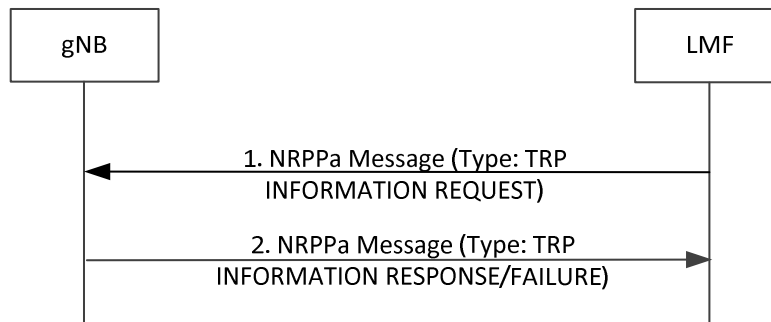 gNB
LMF
1. NRPPa Message (Type: TRP
INFORMATION REQUEST)
2. NRPPa Message (Type: TRP
INFORMATION RESPONSE/FAILURE)